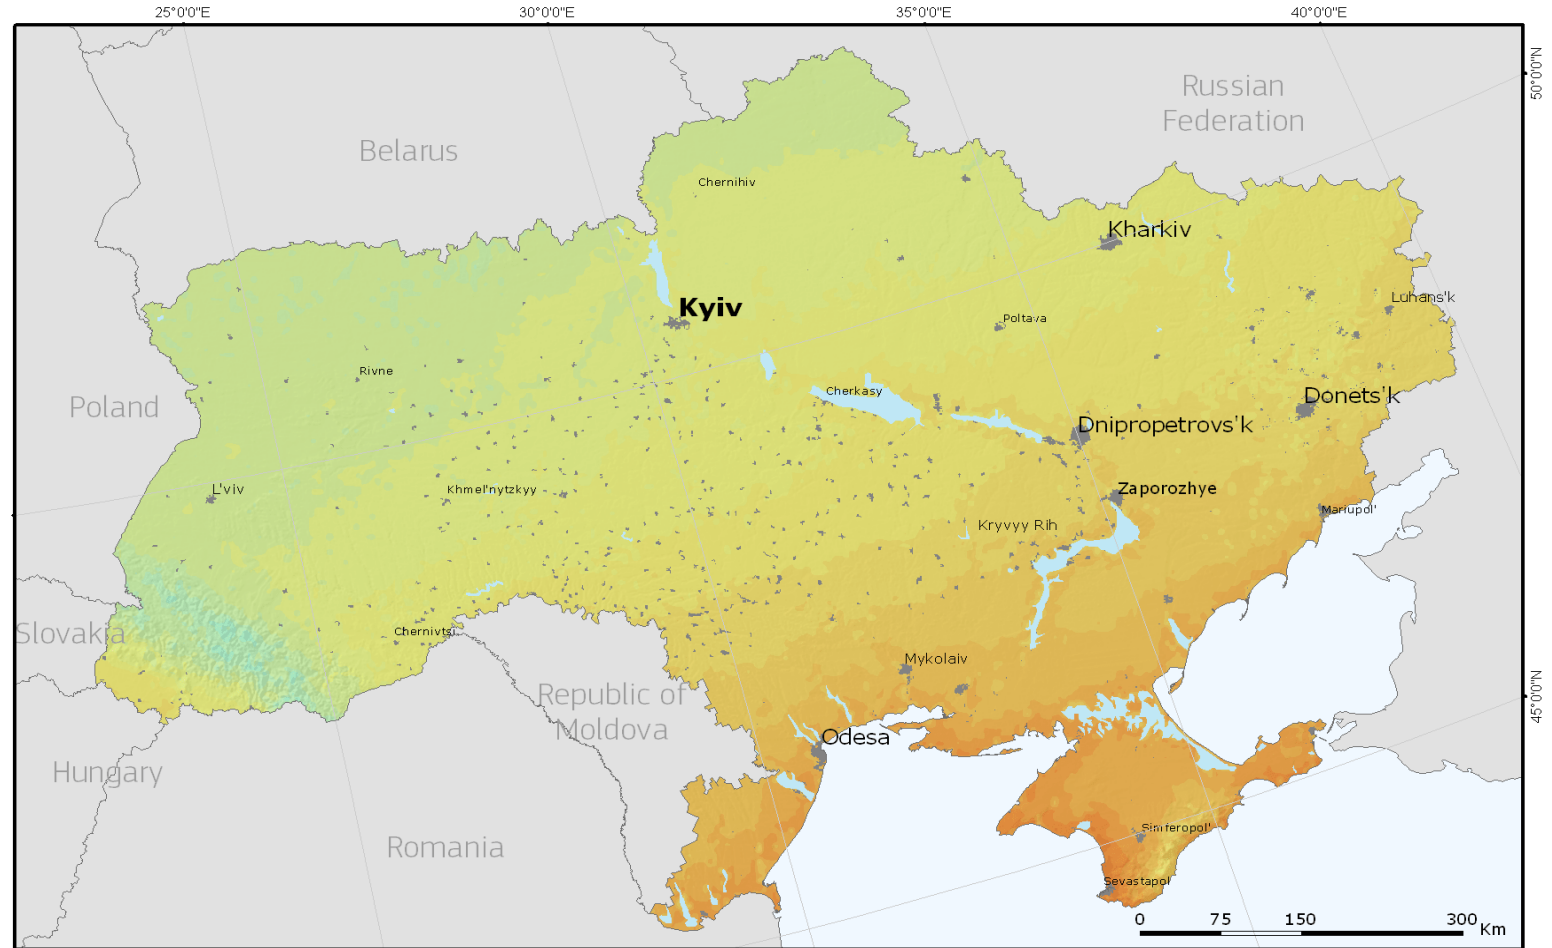 25°0'0"E
30°0'0"E
35°0'0"E
40°0'0"E
50°0'0"N
Russian
Federation
Belarus
Chernihiv
Kharkiv
Kyiv
Luhans'k
Poltava
Rivne
Cherkasy
Donets'k
Poland
Dnipropetrovs'k
L'viv
Khmel'nytzkyy
Zaporozhye
Mariupol'
Kryvyy Rih
Slovakia
Chernivtsi
Mykolaiv
Republic of
Moldova
45°0'0"N
Odesa
Hungary
Simferopol'
Romania
Sevastapol
0 75 150 300 Km